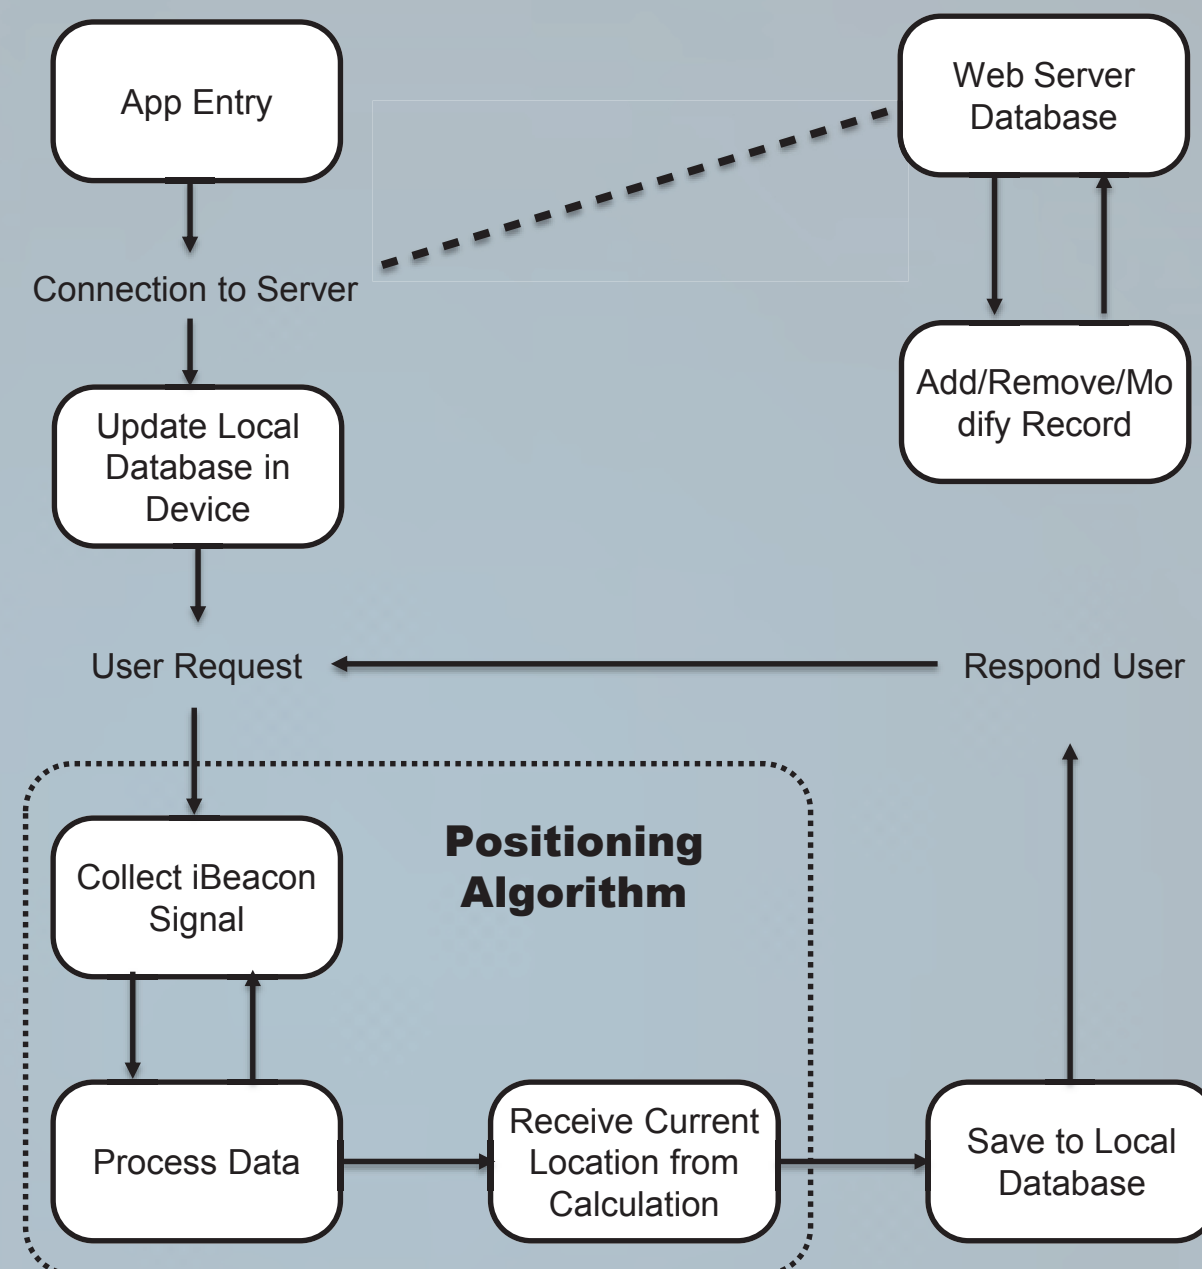 App Entry
Web Server
Database
Connection to Server
Update Local
Database in
Device
Add/Remove/Mo
dify Record
User Request
Respond User
Positioning
Algorithm
Collect iBeacon
Signal
Process Data
Receive Current
Location from
Calculation
Save to Local
Database